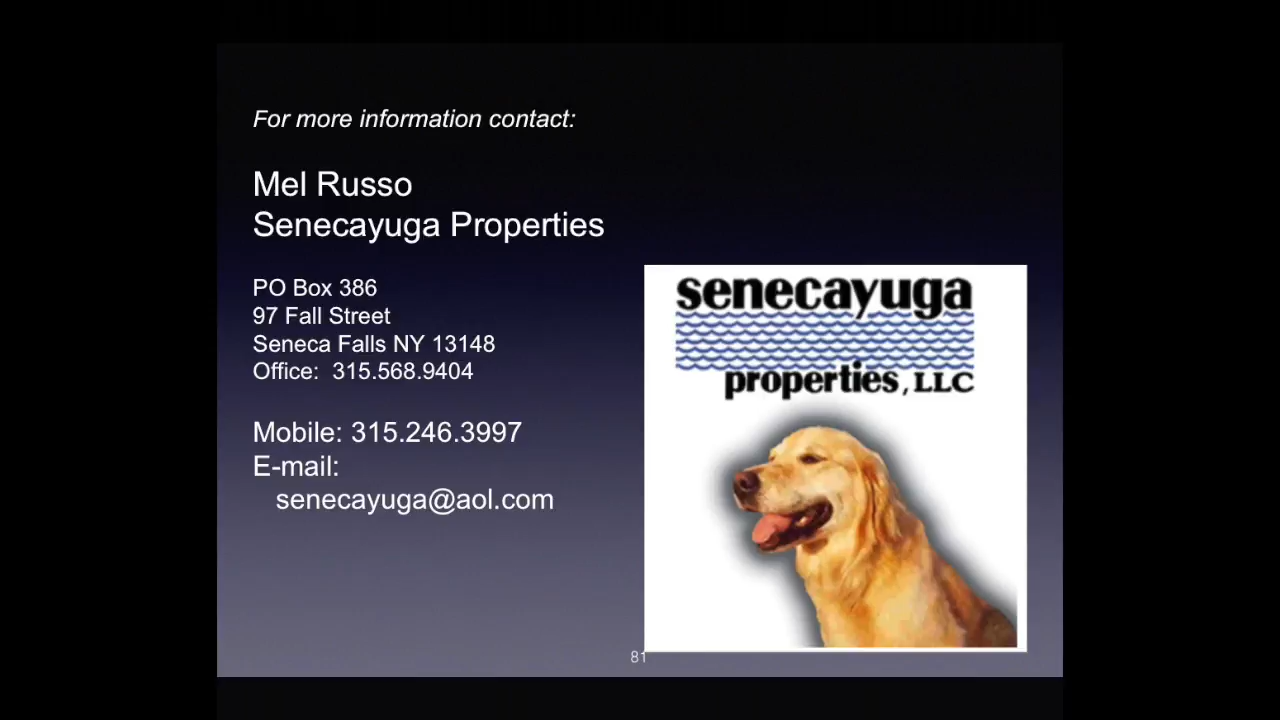 For more information contact:
Mel Russo
Senecayuga Properties
PO Box 386
97 Fall Street
Seneca Falls NY 13148
Office:  315.568.9404
Mobile: 315.246.3997
E-mail:
senecayuga@aol.com
senecayuga
properties, LLC
81